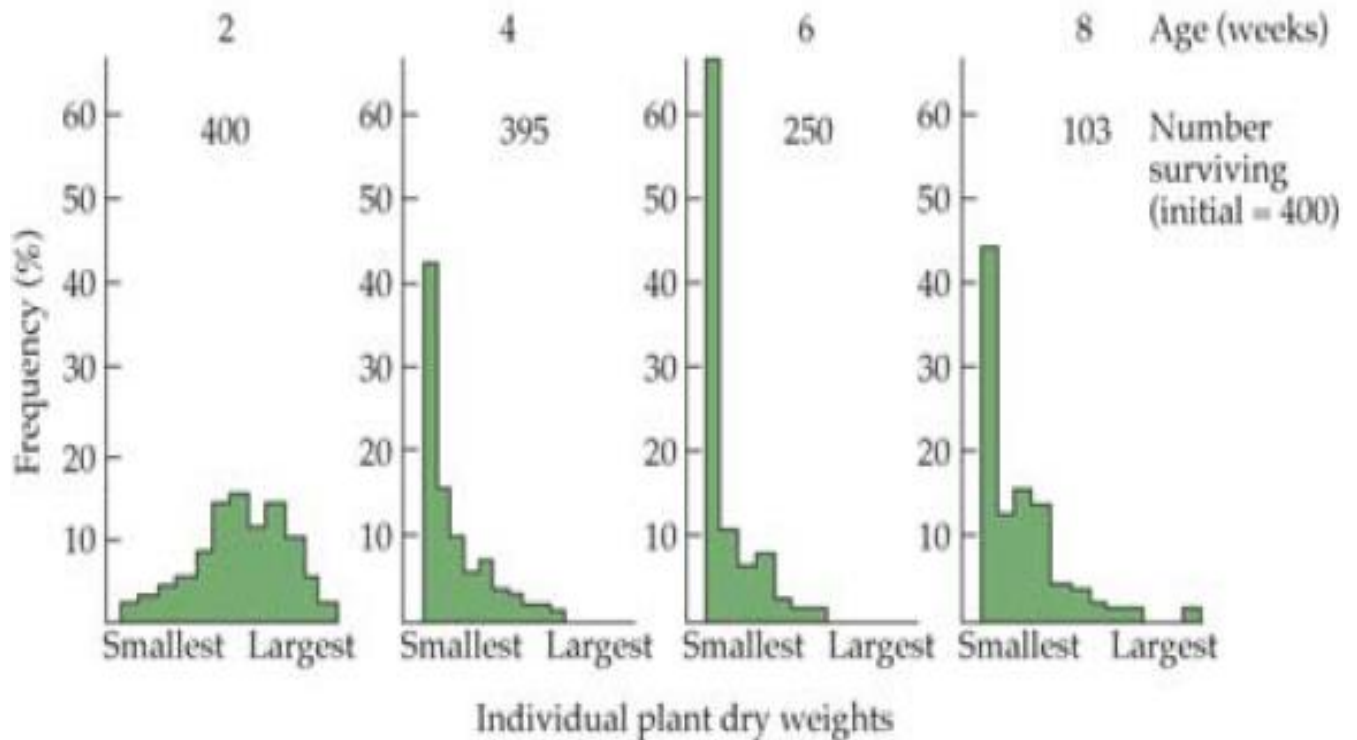 2 4 6 8 Age (weeks)
60 60 60 60
400 395 250 103 Number
surviving
(initial = 400)
50 50 50 50
40 40 40 40
30 30 30 30
20 20 20 20
10 10 10 10
Frequency (%)
Smallest Largest Smallest Largest Smallest Largest Smallest Largest
Individual plant dry weights